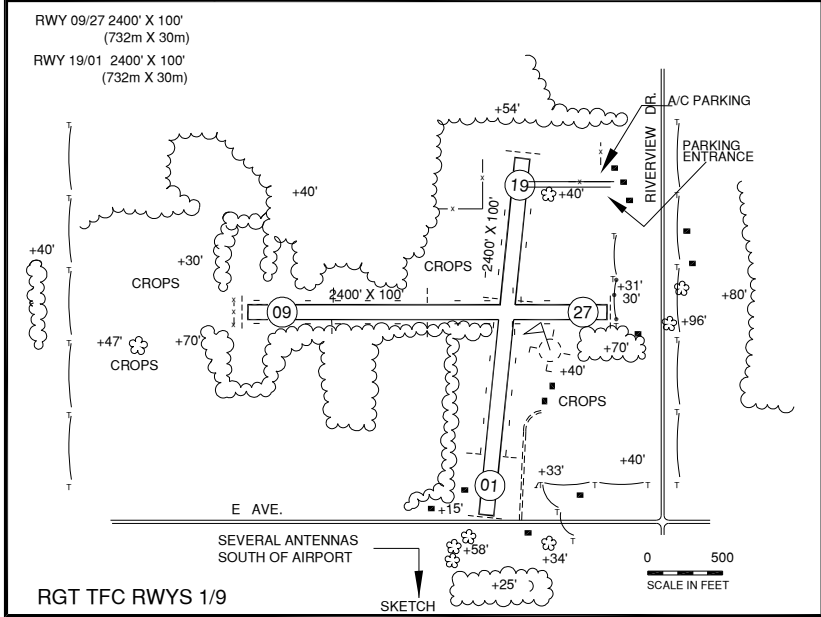 RWY 09/27 2400' X 100'
(732m X 30m)
RWY 19/01 2400' X 100'
(732m X 30m)
+54'
RIVERVIEW DR.
A/C PARKING
PARKING
ENTRANCE
T
T
x
x
x
19
+40'
+40'
T
T
2400' X 100'
+40'
+30'
T
CROPS
CROPS
T
T
+31'
30'
+80'
2400' X 100'
x
x
x
09
27
+96'
+47'
+70'
+70'
T
T
CROPS
+40'
CROPS
T
T
+33'
+40'
01
T
T
T
T
T
T
+15'
E AVE.
T
SEVERAL ANTENNAS
SOUTH OF AIRPORT
+58'
+34'
T
0 500
+25'
SCALE IN FEET
RGT TFC RWYS 1/9
SKETCH